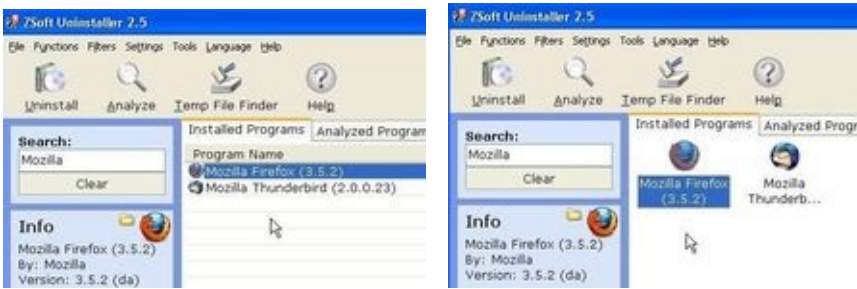 ZSoft Uninstaller 2.5
File Functions Filters Settings Tools Language Help
Uninstall Analyze Temp File Finder Help
Search:
Mozilla
Clear
Installed Programs Analyzed Program
Program Name
Mozilla Firefox (3.5.2)
Mozilla Thunderbird (2.0.0.23)
Info
Mozilla Firefox (3.5.2)
By: Mozilla
Version: 3.5.2 (da)
ZSoft Uninstaller 2.5
File Functions Filters Settings Tools Language Help
Uninstall Analyze Temp File Finder Help
Search:
Mozilla
Clear
Installed Programs Analyzed Progr
Mozilla Firefox
(3.5.2)
Mozilla
Thunderb...
Info
Mozilla Firefox (3.5.2)
By: Mozilla
Version: 3.5.2 (da)